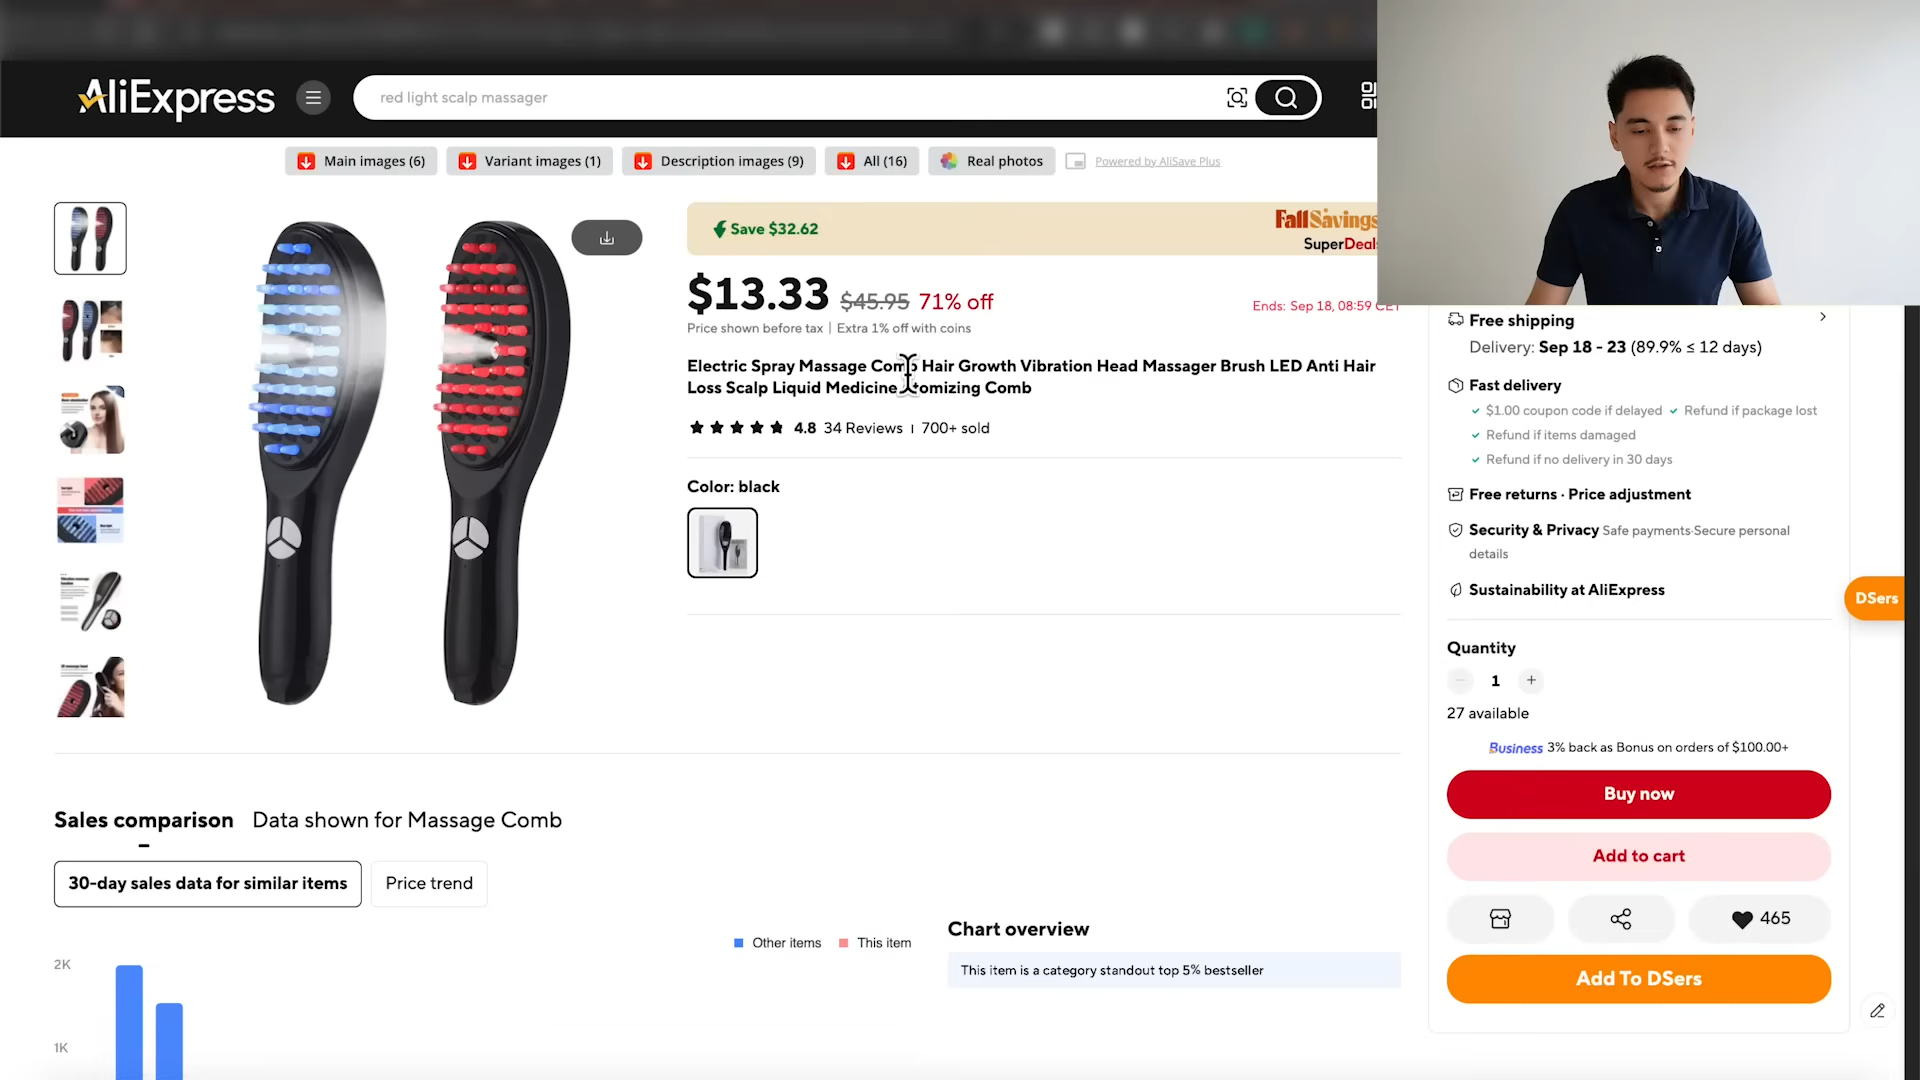 AliExpress
red light scalp massager
Main images (6)
Variant images (1)
Description images (9)
All (16)
Real photos
Powered by AliSave Plus
Save $32.62
Fall Savings
SuperDeals
$13.33 $45.95 71% off
Ends: Sep 18, 08:59 CET
Price shown before tax | Extra 1% off with coins
Electric Spray Massage Comb Hair Growth Vibration Head Massager Brush LED Anti Hair
Loss Scalp Liquid Medicine Atomizing Comb
4.8 34 Reviews | 700+ sold
Color: black
Sales comparison Data shown for Massage Comb
30-day sales data for similar items
Price trend
Other items
This item
2K
1K
Chart overview
This item is a category standout top 5% bestseller
Free shipping
Delivery: Sep 18 - 23 (89.9% ≤ 12 days)
Fast delivery
$1.00 coupon code if delayed
Refund if package lost
Refund if items damaged
Refund if no delivery in 30 days
Free returns · Price adjustment
Security & Privacy Safe payments·Secure personal
details
Sustainability at AliExpress
Quantity
1
27 available
Business 3% back as Bonus on orders of $100.00+
Buy now
Add to cart
465
Add To DSers
DSers